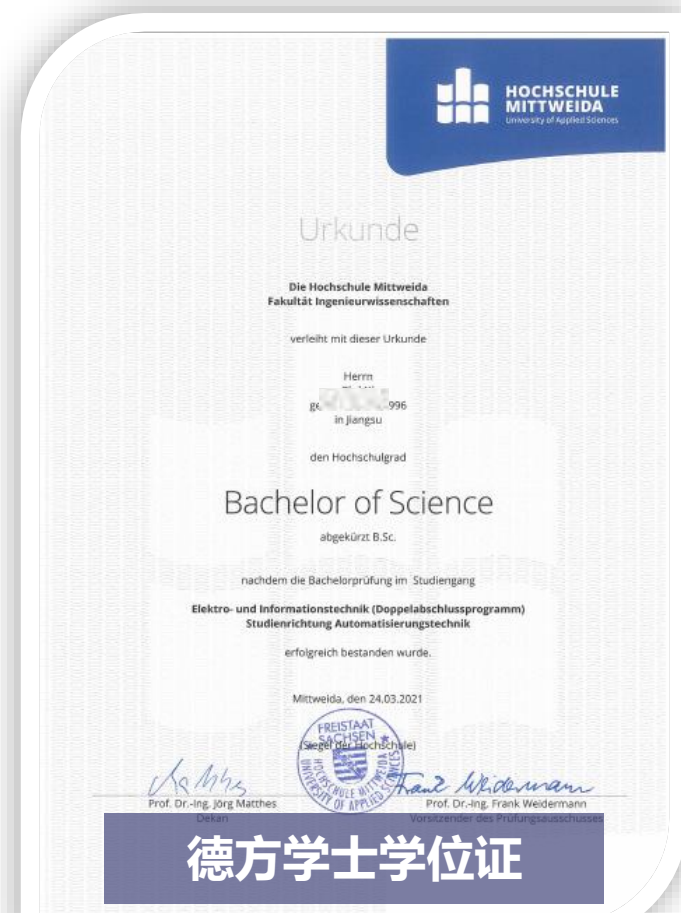 HOCHSCHULE
MITTWEIDA
University of Applied Sciences
Urkunde
Die Hochschule Mittweida
Fakultät Ingenieurwissenschaften
verleiht mit dieser Urkunde
Herrn
996
in Jiangsu
den Hochschulgrad
Bachelor of Science
abgekürzt B.Sc.
nachdem die Bachelorprüfung im Studiengang
Elektro- und Informationstechnik (Doppelabschlussprogramm)
Studienrichtung Automatisierungstechnik
erfolgreich bestanden wurde.
Mittweida, den 24.03.2021
FREISTAAT
SACHSEN
(Siegel der Hochschule)
HOCHSCHULE MITTWEIDA
UNIVERSITY OF APPLIED SCIENCES
Frank Weidermann
Prof. Dr.-Ing. Jörg Matthes
Prof. Dr.-Ing. Frank Weidermann
Dekan
Vorsitzender des Prüfungsausschusses
德方学士学位证